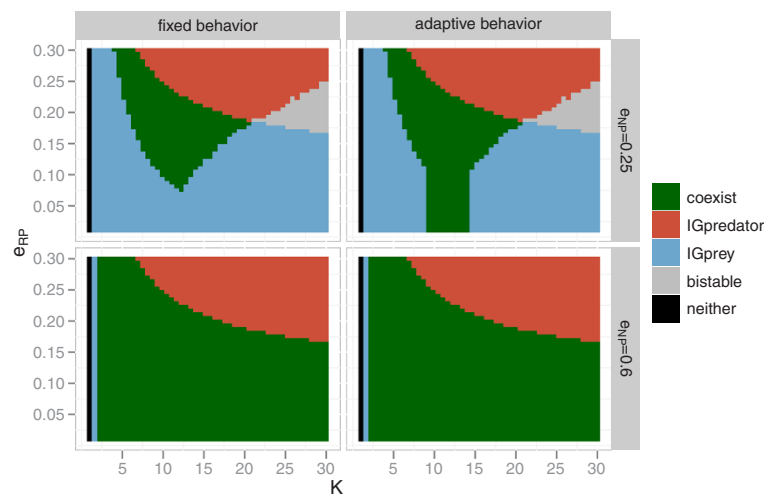 fixed behavior
adaptive behavior
0.30
0.25
0.20
0.15
0.10
0.05
e_NP=0.25
0.30
0.25
0.20
0.15
0.10
0.05
e_NP=0.6
e_RP
5 10 15 20 25 30
5 10 15 20 25 30
K
coexist
IGpredator
IGprey
bistable
neither